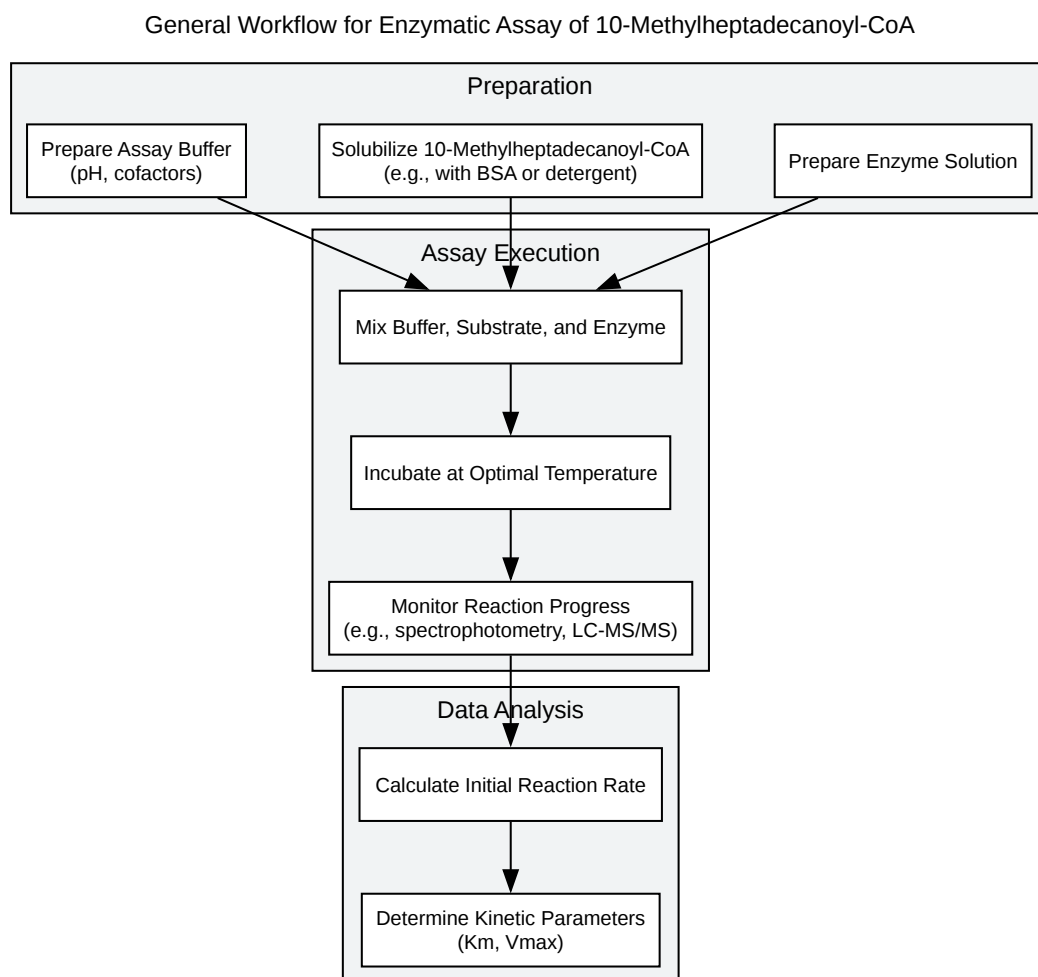 General Workflow for Enzymatic Assay of 10-Methylheptadecanoyl-CoA
Preparation
Prepare Assay Buffer
(pH, cofactors)
Solubilize 10-Methylheptadecanoyl-CoA
(e.g., with BSA or detergent)
Prepare Enzyme Solution
Assay Execution
Mix Buffer, Substrate, and Enzyme
Incubate at Optimal Temperature
Monitor Reaction Progress
(e.g., spectrophotometry, LC-MS/MS)
Data Analysis
Calculate Initial Reaction Rate
Determine Kinetic Parameters
(Km, Vmax)